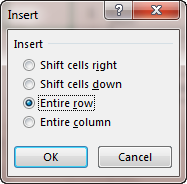 Insert
Insert
Shift cells right
Shift cells down
Entire row
Entire column
OK
Cancel